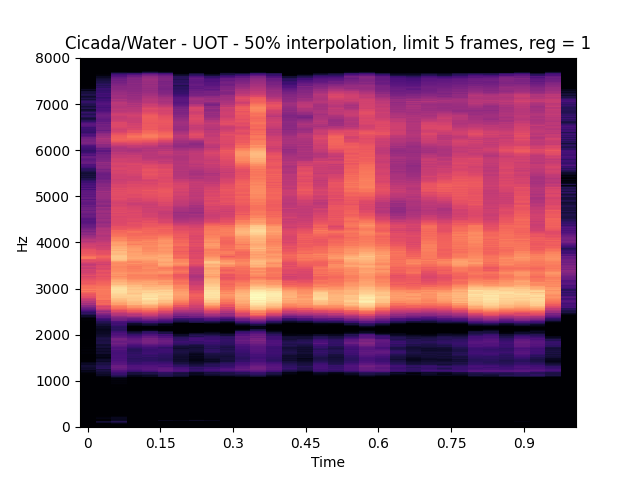 Cicada/Water - UOT - 50% interpolation, limit 5 frames, reg = 1
8000
7000
6000
5000
4000
3000
2000
1000
0
Hz
0 0.15 0.3 0.45 0.6 0.75 0.9
Time